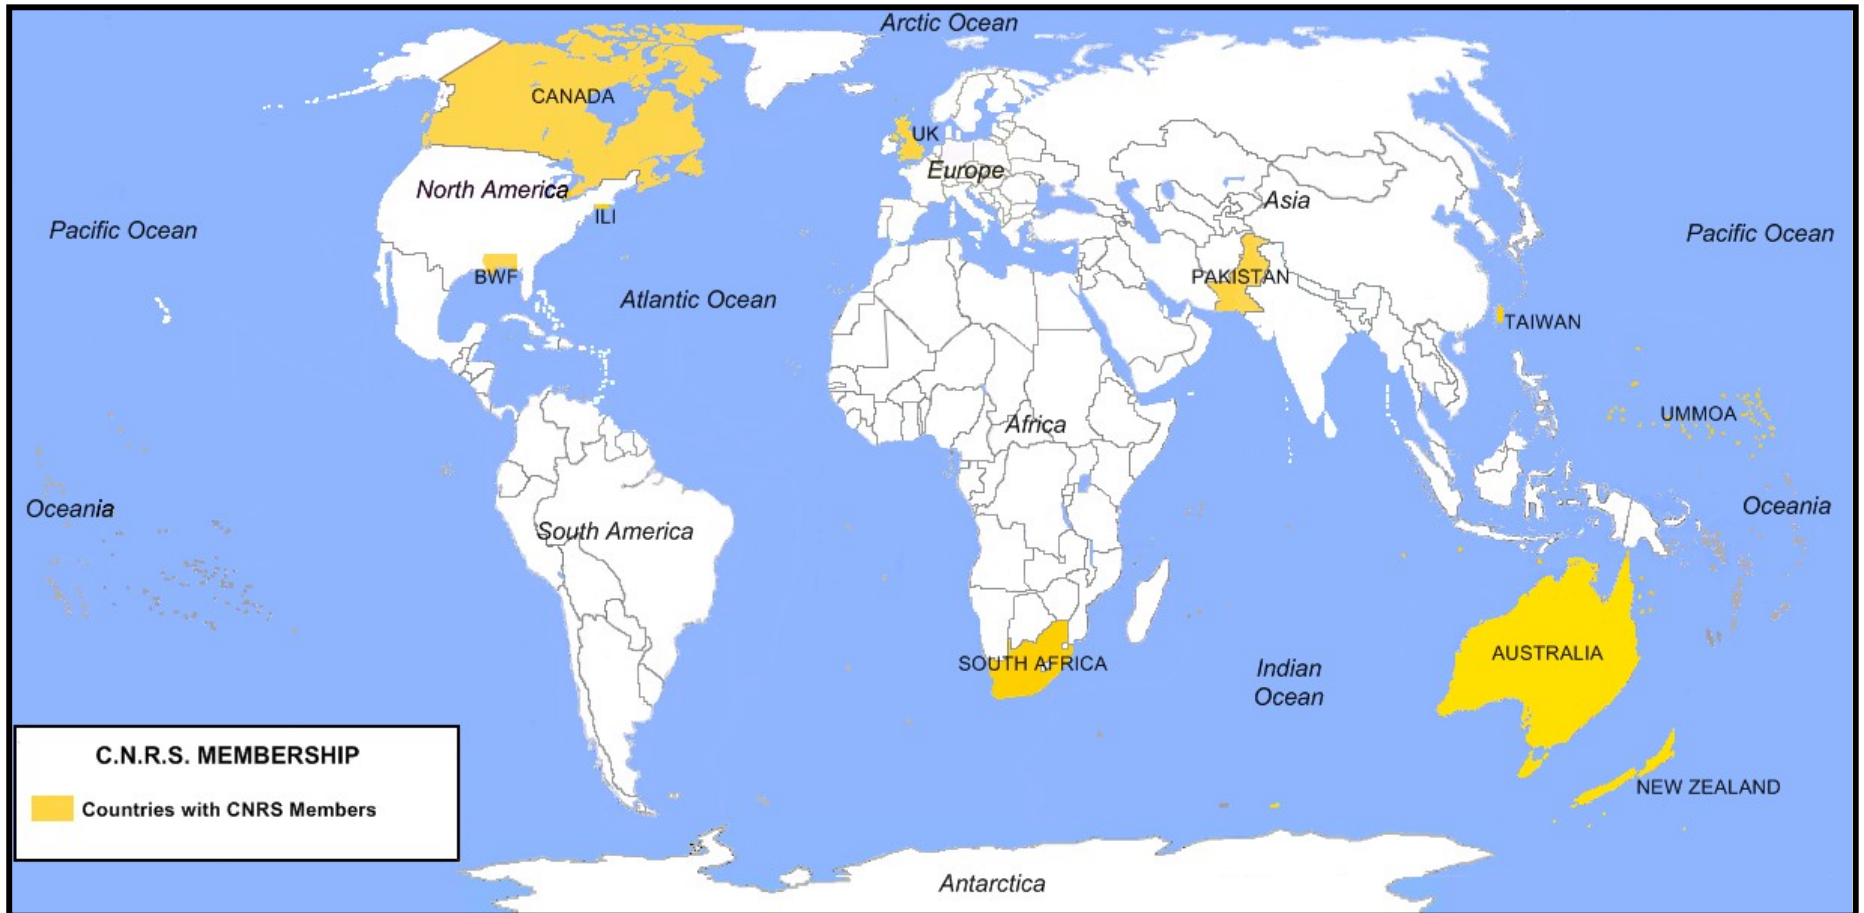 Arctic Ocean
CANADA
UK
Europe
North America
Asia
ILI
Pacific Ocean
Pacific Ocean
BWF
PAKISTAN
Atlantic Ocean
TAIWAN
UMMOA
Africa
Oceania
Oceania
South America
AUSTRALIA
SOUTH AFRICA
Indian
Ocean
C.N.R.S. MEMBERSHIP
NEW ZEALAND
Countries with CNRS Members
Antarctica